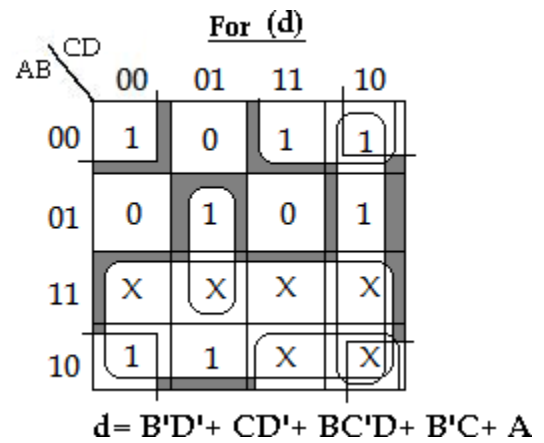 For (d)
CD
AB
00 01 11 10
00 1 0 1 1
01 0 1 0 1
11 X X X X
10 1 1 X X
d= B'D'+ CD'+ BC'D+ B'C+ A